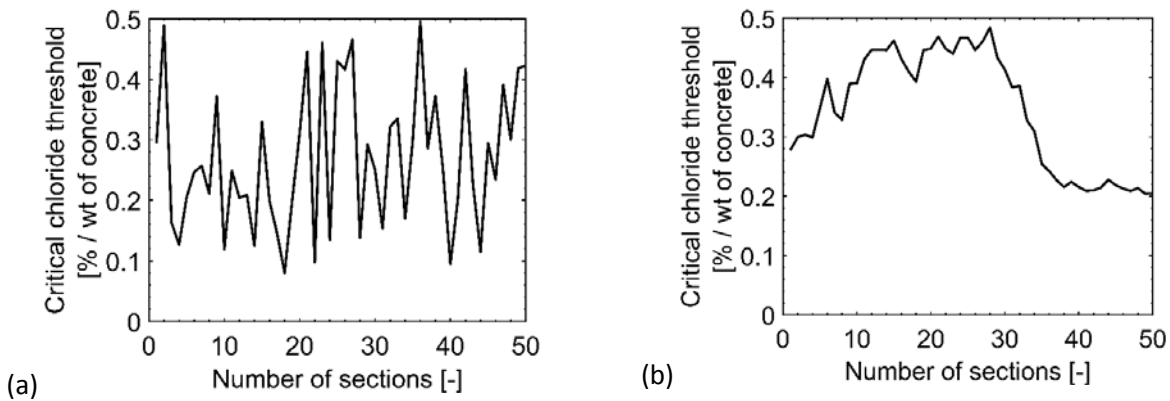 Critical chloride threshold
[% / wt of concrete]
0.5
0.4
0.3
0.2
0.1
0
0 10 20 30 40 50
Number of sections [-]
(a)
Critical chloride threshold
[% / wt of concrete]
0.5
0.4
0.3
0.2
0.1
0
0 10 20 30 40 50
Number of sections [-]
(b)